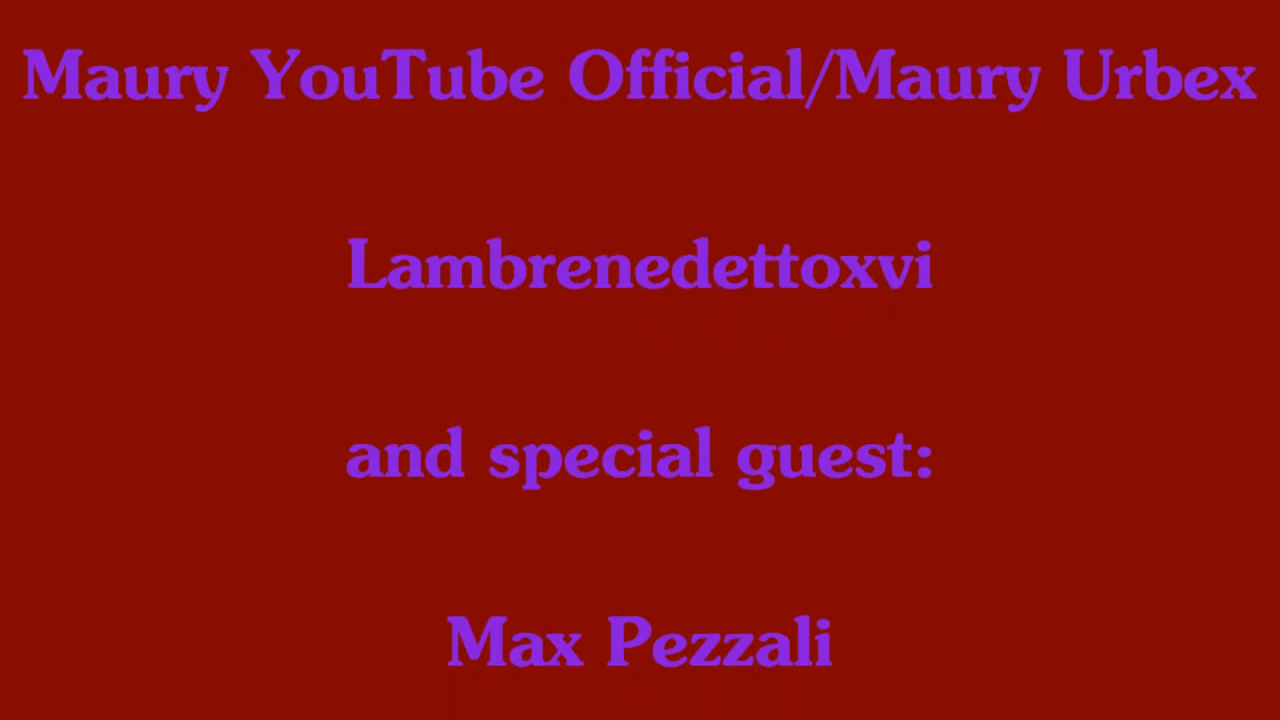 Maury YouTube Official/Maury Urbex
Lambrenedettoxvi
and special guest:
Max Pezzali